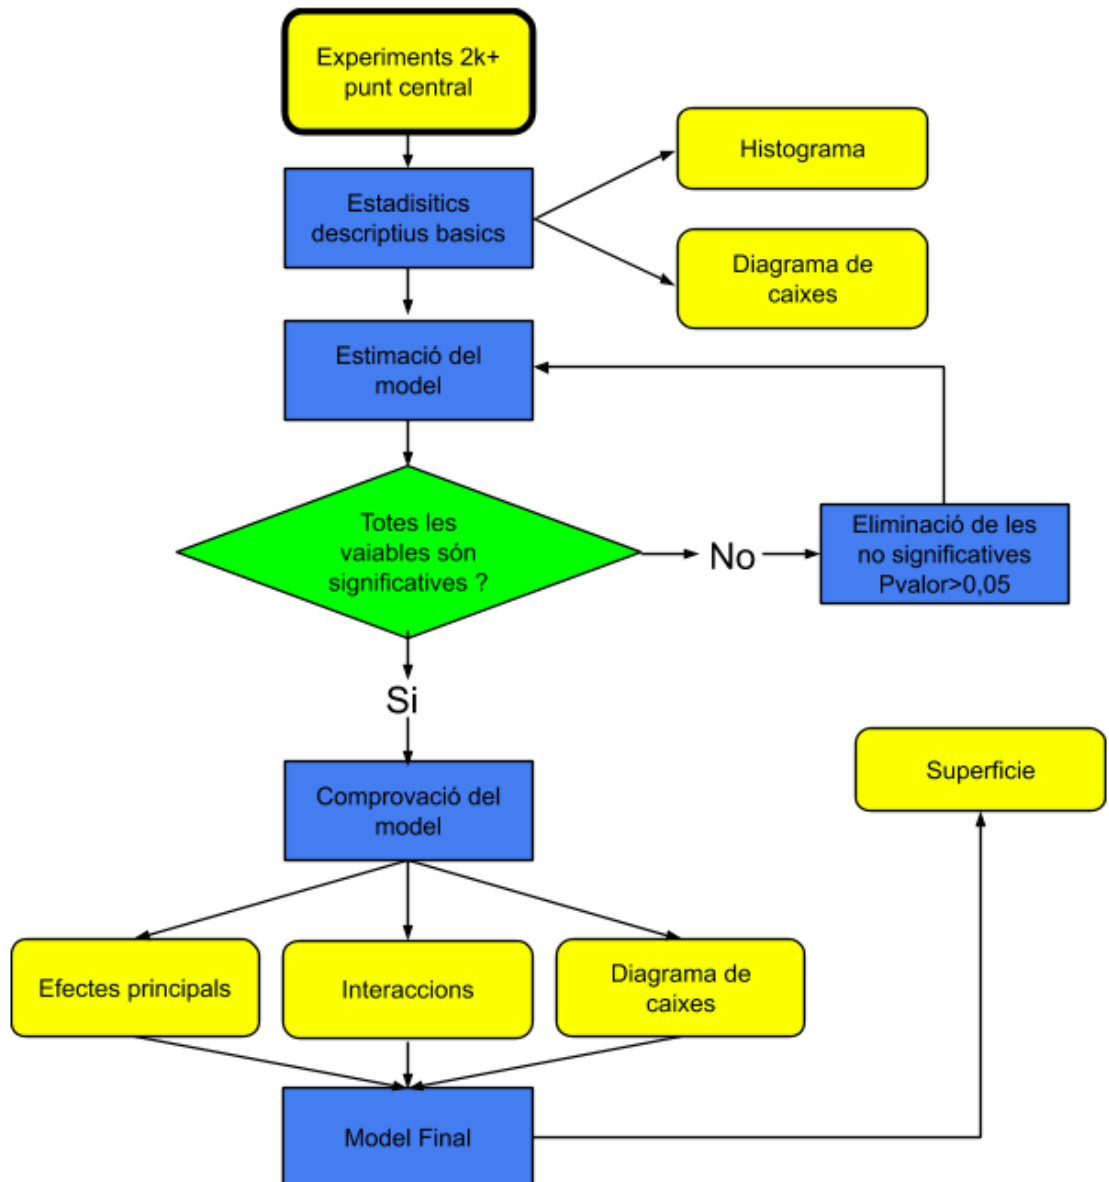 Experiments 2k+
punt central
Histograma
Estadisitics
descriptius basics
Diagrama de
caixes
Estimació del
model
Totes les
vaiables són
significatives ?
No
Eliminació de les
no significatives
Pvalor>0,05
Si
Superficie
Comprovació del
model
Efectes principals
Interaccions
Diagrama de
caixes
Model Final